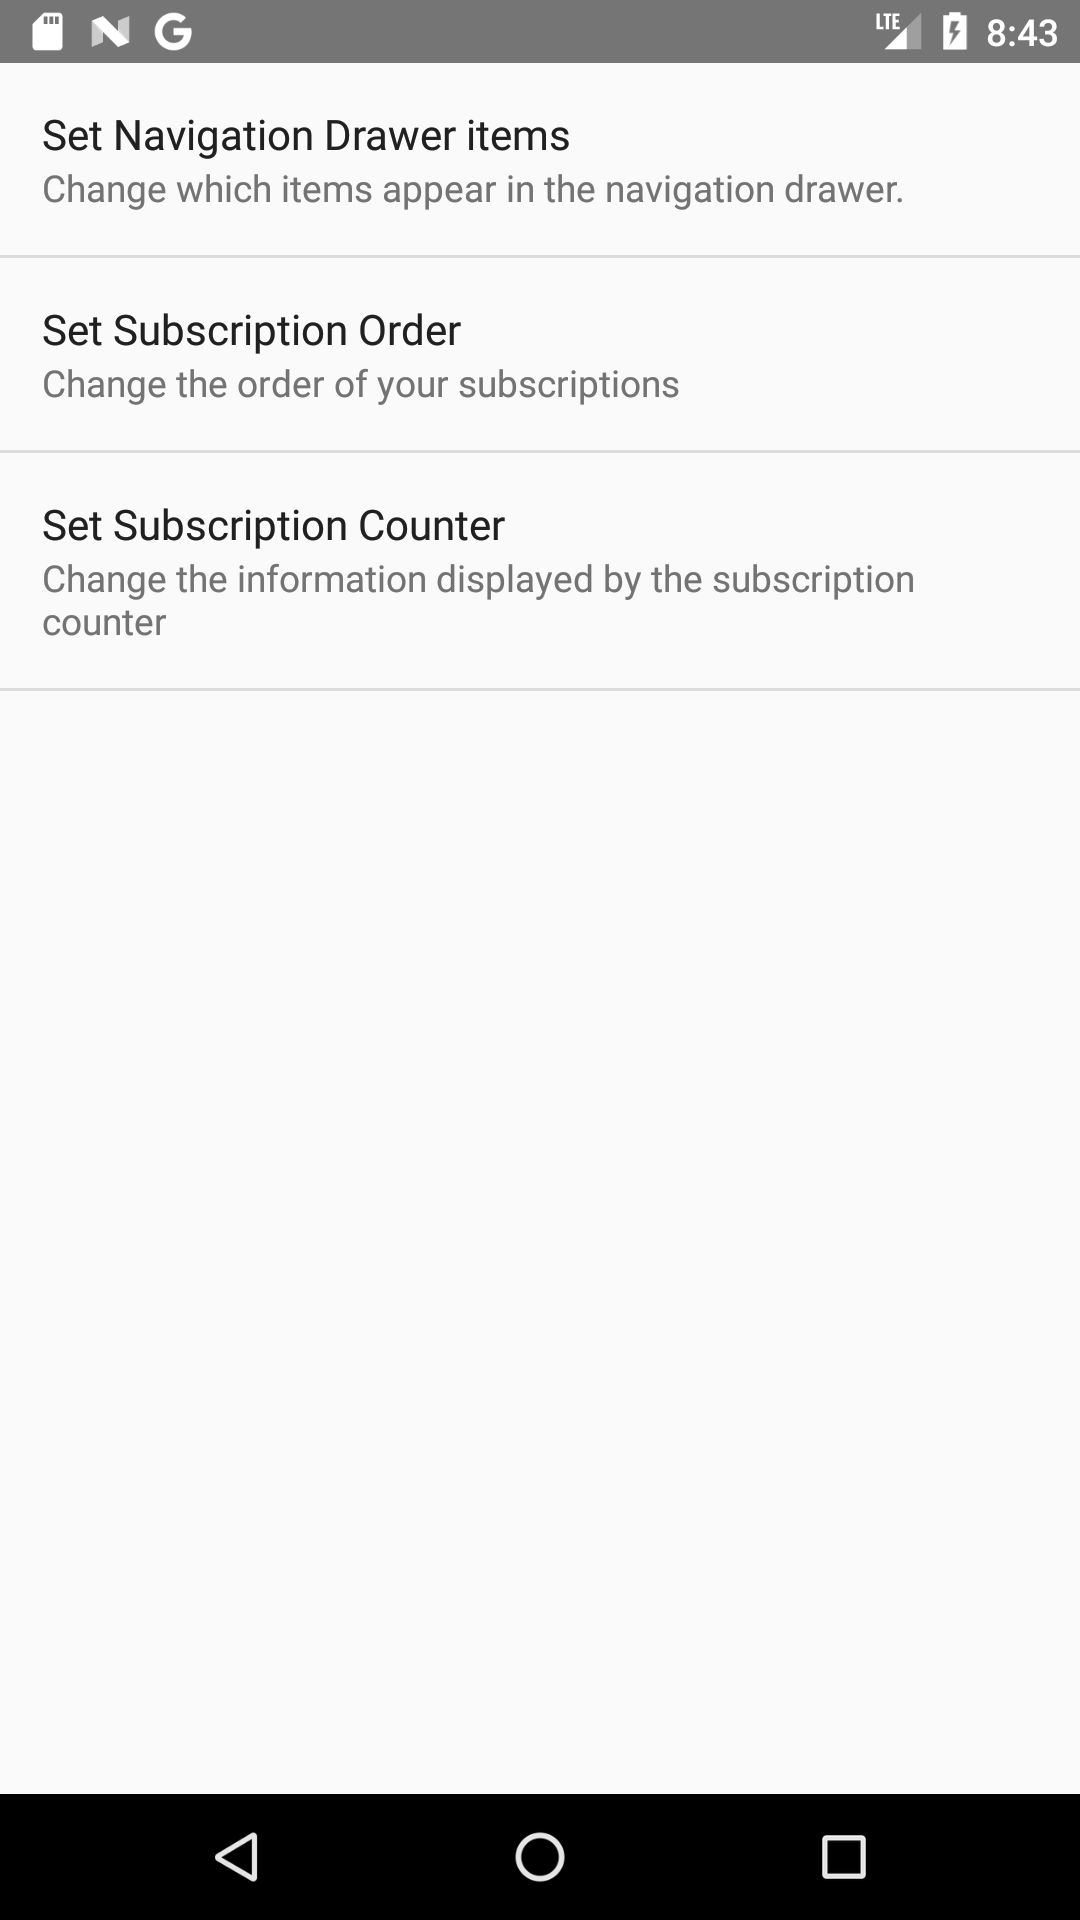 LTE 8:43
Set Navigation Drawer items
Change which items appear in the navigation drawer.
Set Subscription Order
Change the order of your subscriptions
Set Subscription Counter
Change the information displayed by the subscription
counter